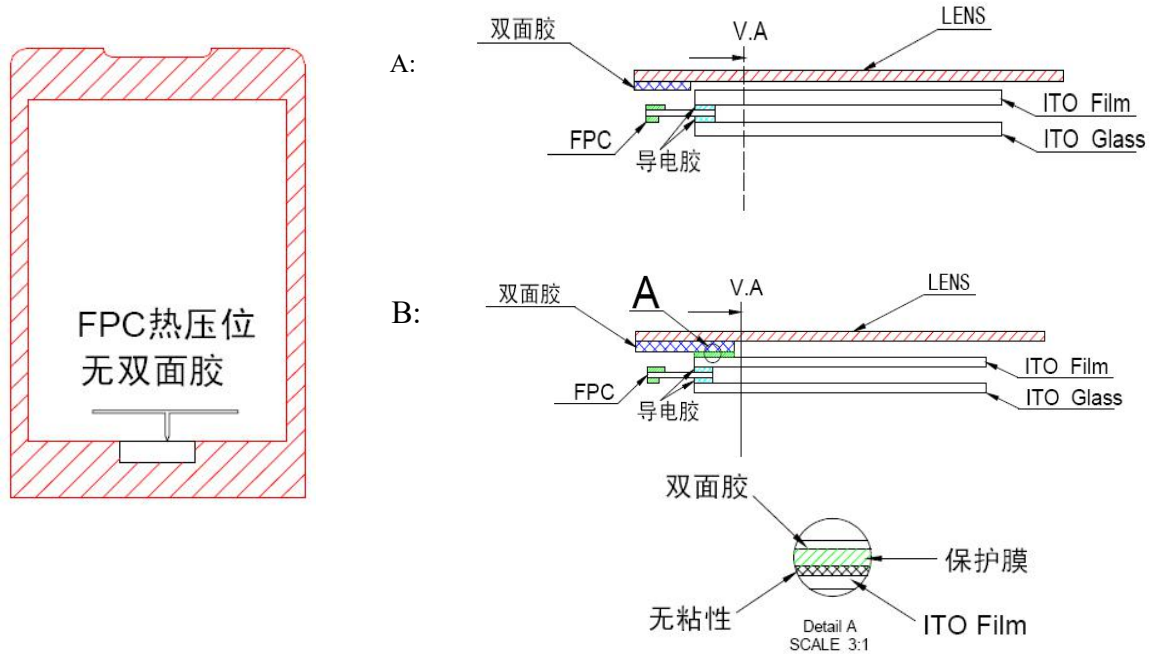 FPC热压位
无双面胶
A:
双面胶
V.A
LENS
ITO Film
ITO Glass
FPC
导电胶
B:
双面胶
A
V.A
LENS
ITO Film
ITO Glass
FPC
导电胶
双面胶
保护膜
无粘性
ITO Film
Detail A
SCALE 3:1